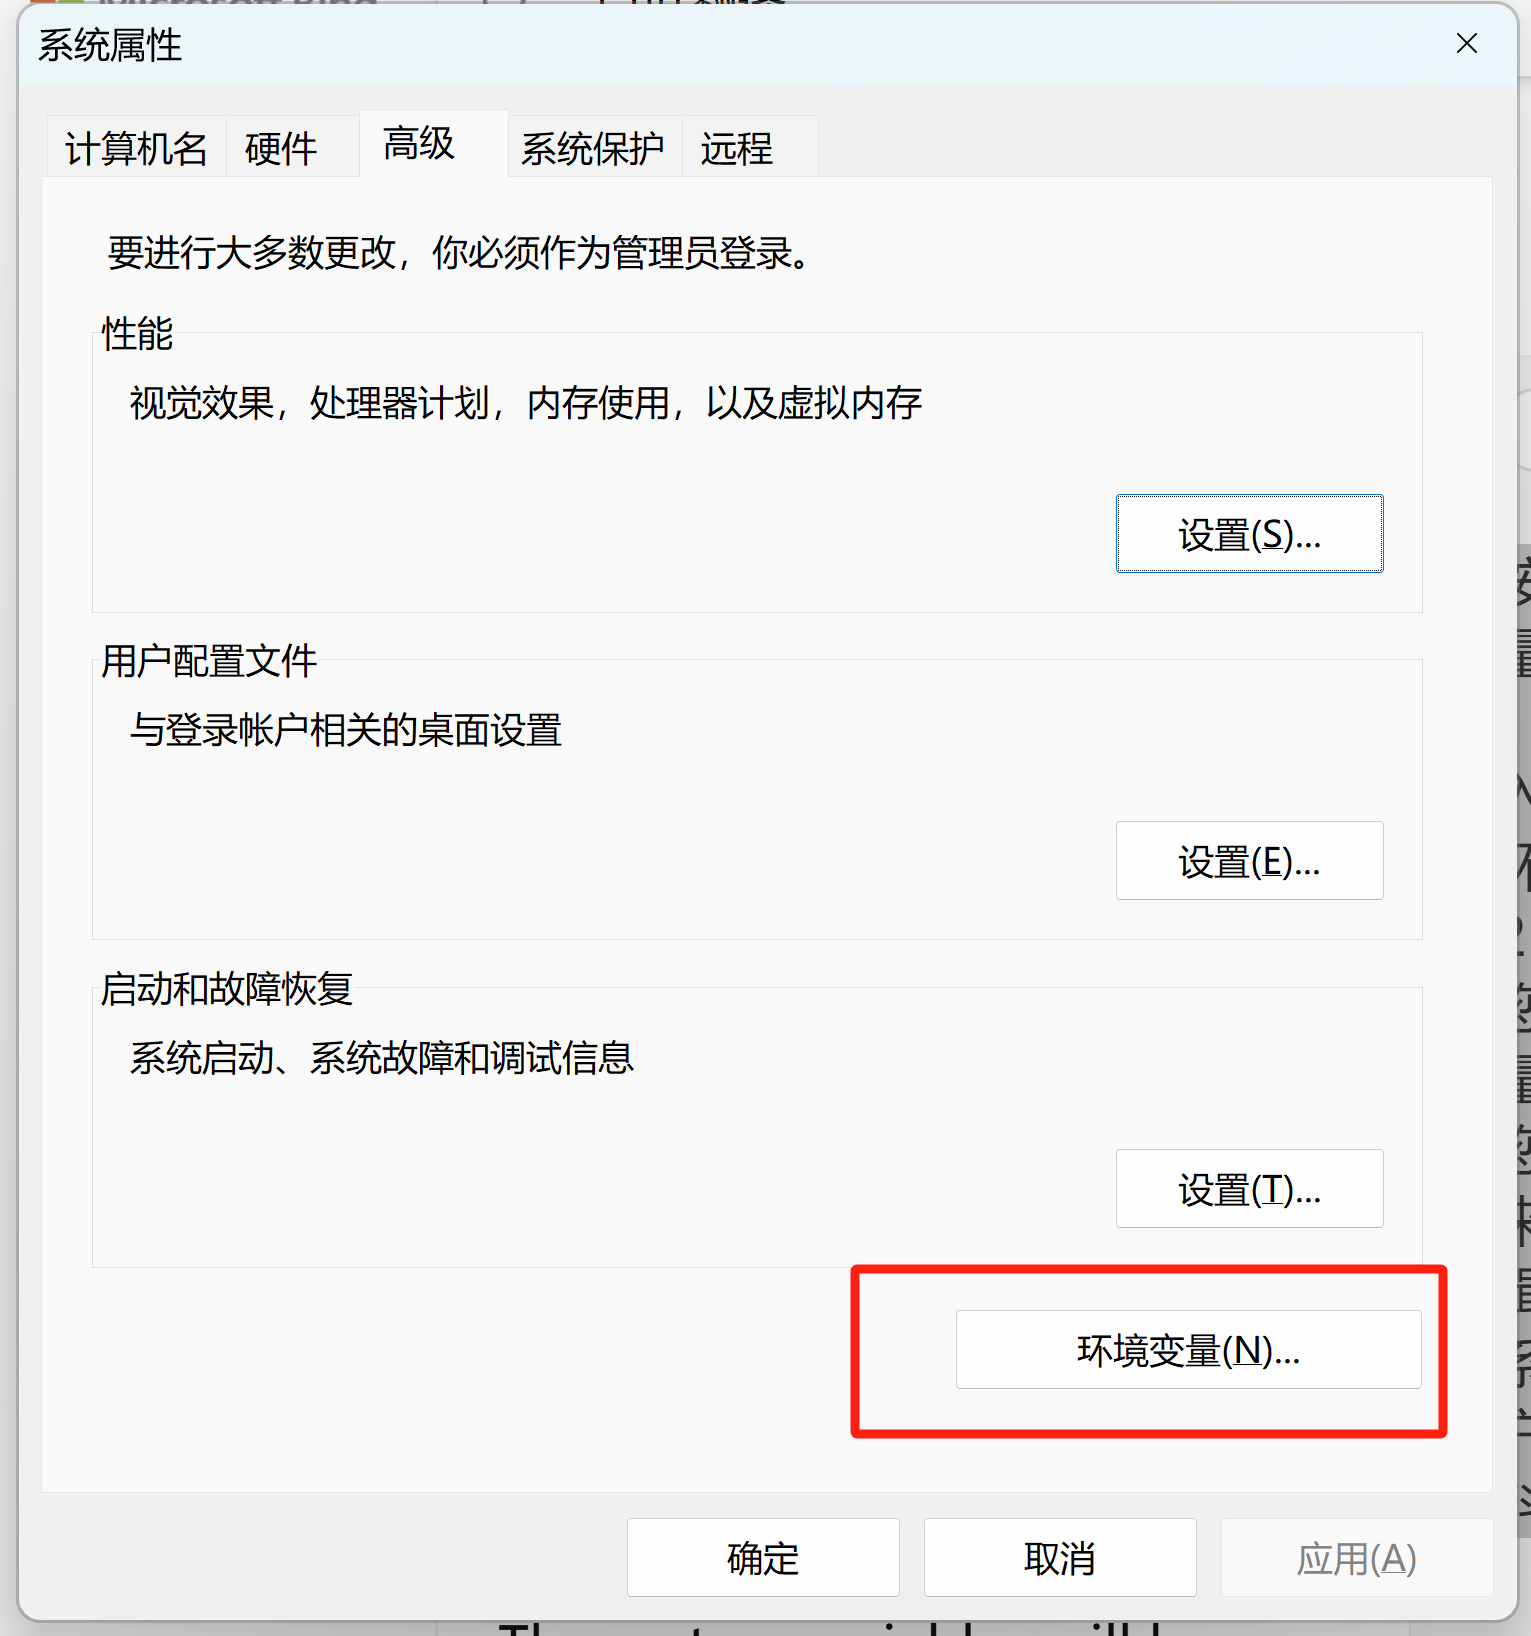 系统属性
计算机名 硬件 高级 系统保护 远程
要进行大多数更改，你必须作为管理员登录。
性能
视觉效果，处理器计划，内存使用，以及虚拟内存
设置(S)...
用户配置文件
与登录帐户相关的桌面设置
设置(E)...
启动和故障恢复
系统启动、系统故障和调试信息
设置(T)...
环境变量(N)...
确定 取消 应用(A)